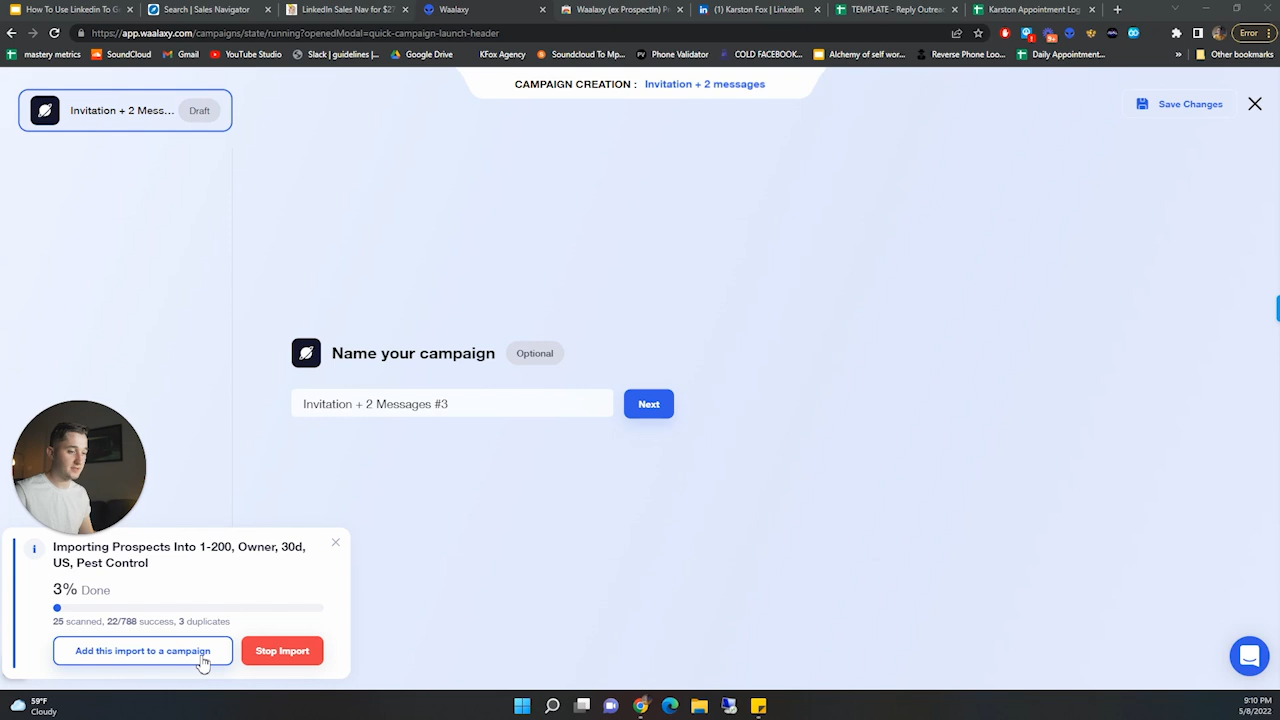 How To Use Linkedin To G
Search | Sales Navigator
LinkedIn Sales Nav for $2?
Waalaxy
Waalaxy (ex ProspectIn) Pr
(1) Karston Fox | LinkedIn
TEMPLATE - Reply Outreac
Karston Appointment Log
https://app.waalaxy.com/campaigns/state/running?openedModal=quick-campaign-launch-header
Error
mastery metrics
SoundCloud
Gmail
YouTube Studio
Slack | guidelines |...
Google Drive
KFox Agency
Soundcloud To Mp...
Phone Validator
COLD FACEBOOK...
Alchemy of self wor...
Reverse Phone Loo...
Daily Appointment...
»
Other bookmarks
CAMPAIGN CREATION : Invitation + 2 messages
Invitation + 2 Mess... Draft
Save Changes
Name your campaign Optional
Invitation + 2 Messages #3
Next
Importing Prospects Into 1-200, Owner, 30d,
US, Pest Control
3% Done
25 scanned, 22/788 success, 3 duplicates
Add this import to a campaign
Stop Import
59°F
Cloudy
9:10 PM
5/8/2022